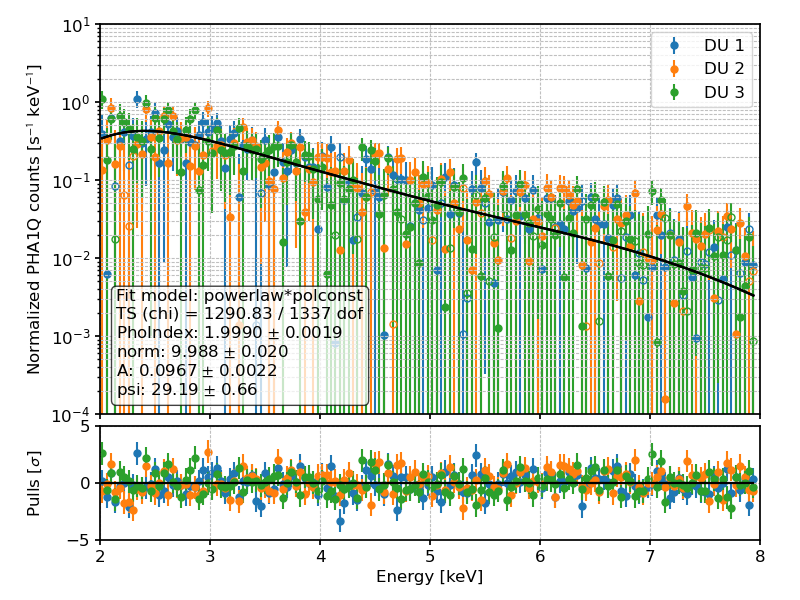 10¹
10⁰
10⁻¹
10⁻²
10⁻³
10⁻⁴
Normalized PHA1Q counts [s⁻¹ keV⁻¹]
DU 1
DU 2
DU 3
Fit model: powerlaw*polconst
TS (chi) = 1290.83 / 1337 dof
PhoIndex: 1.9990 ± 0.0019
norm: 9.988 ± 0.020
A: 0.0967 ± 0.0022
psi: 29.19 ± 0.66
5
0
−5
Pulls [σ]
2 3 4 5 6 7 8
Energy [keV]